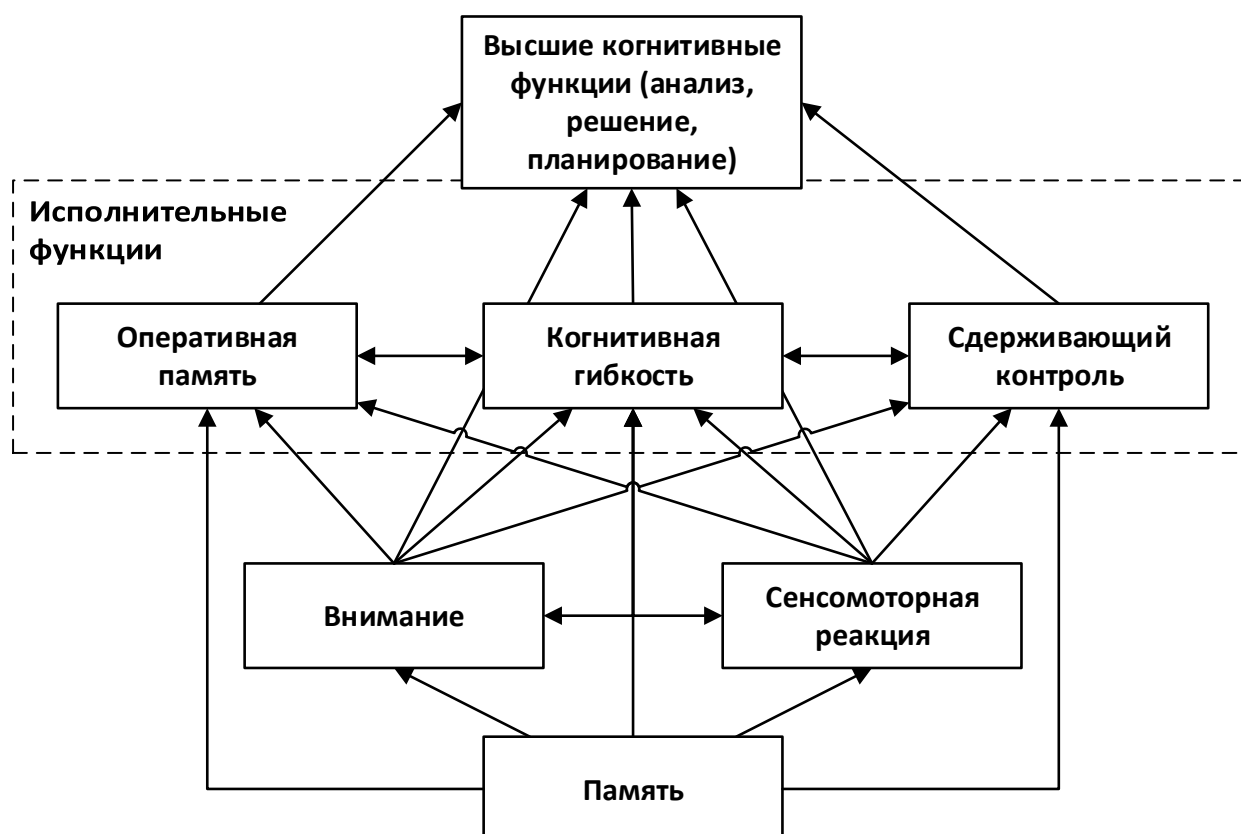 Высшие когнитивные
функции (анализ,
решение,
планирование)
Исполнительные
функции
Оперативная
память
Когнитивная
гибкость
Сдерживающий
контроль
Внимание
Сенсомоторная
реакция
Память